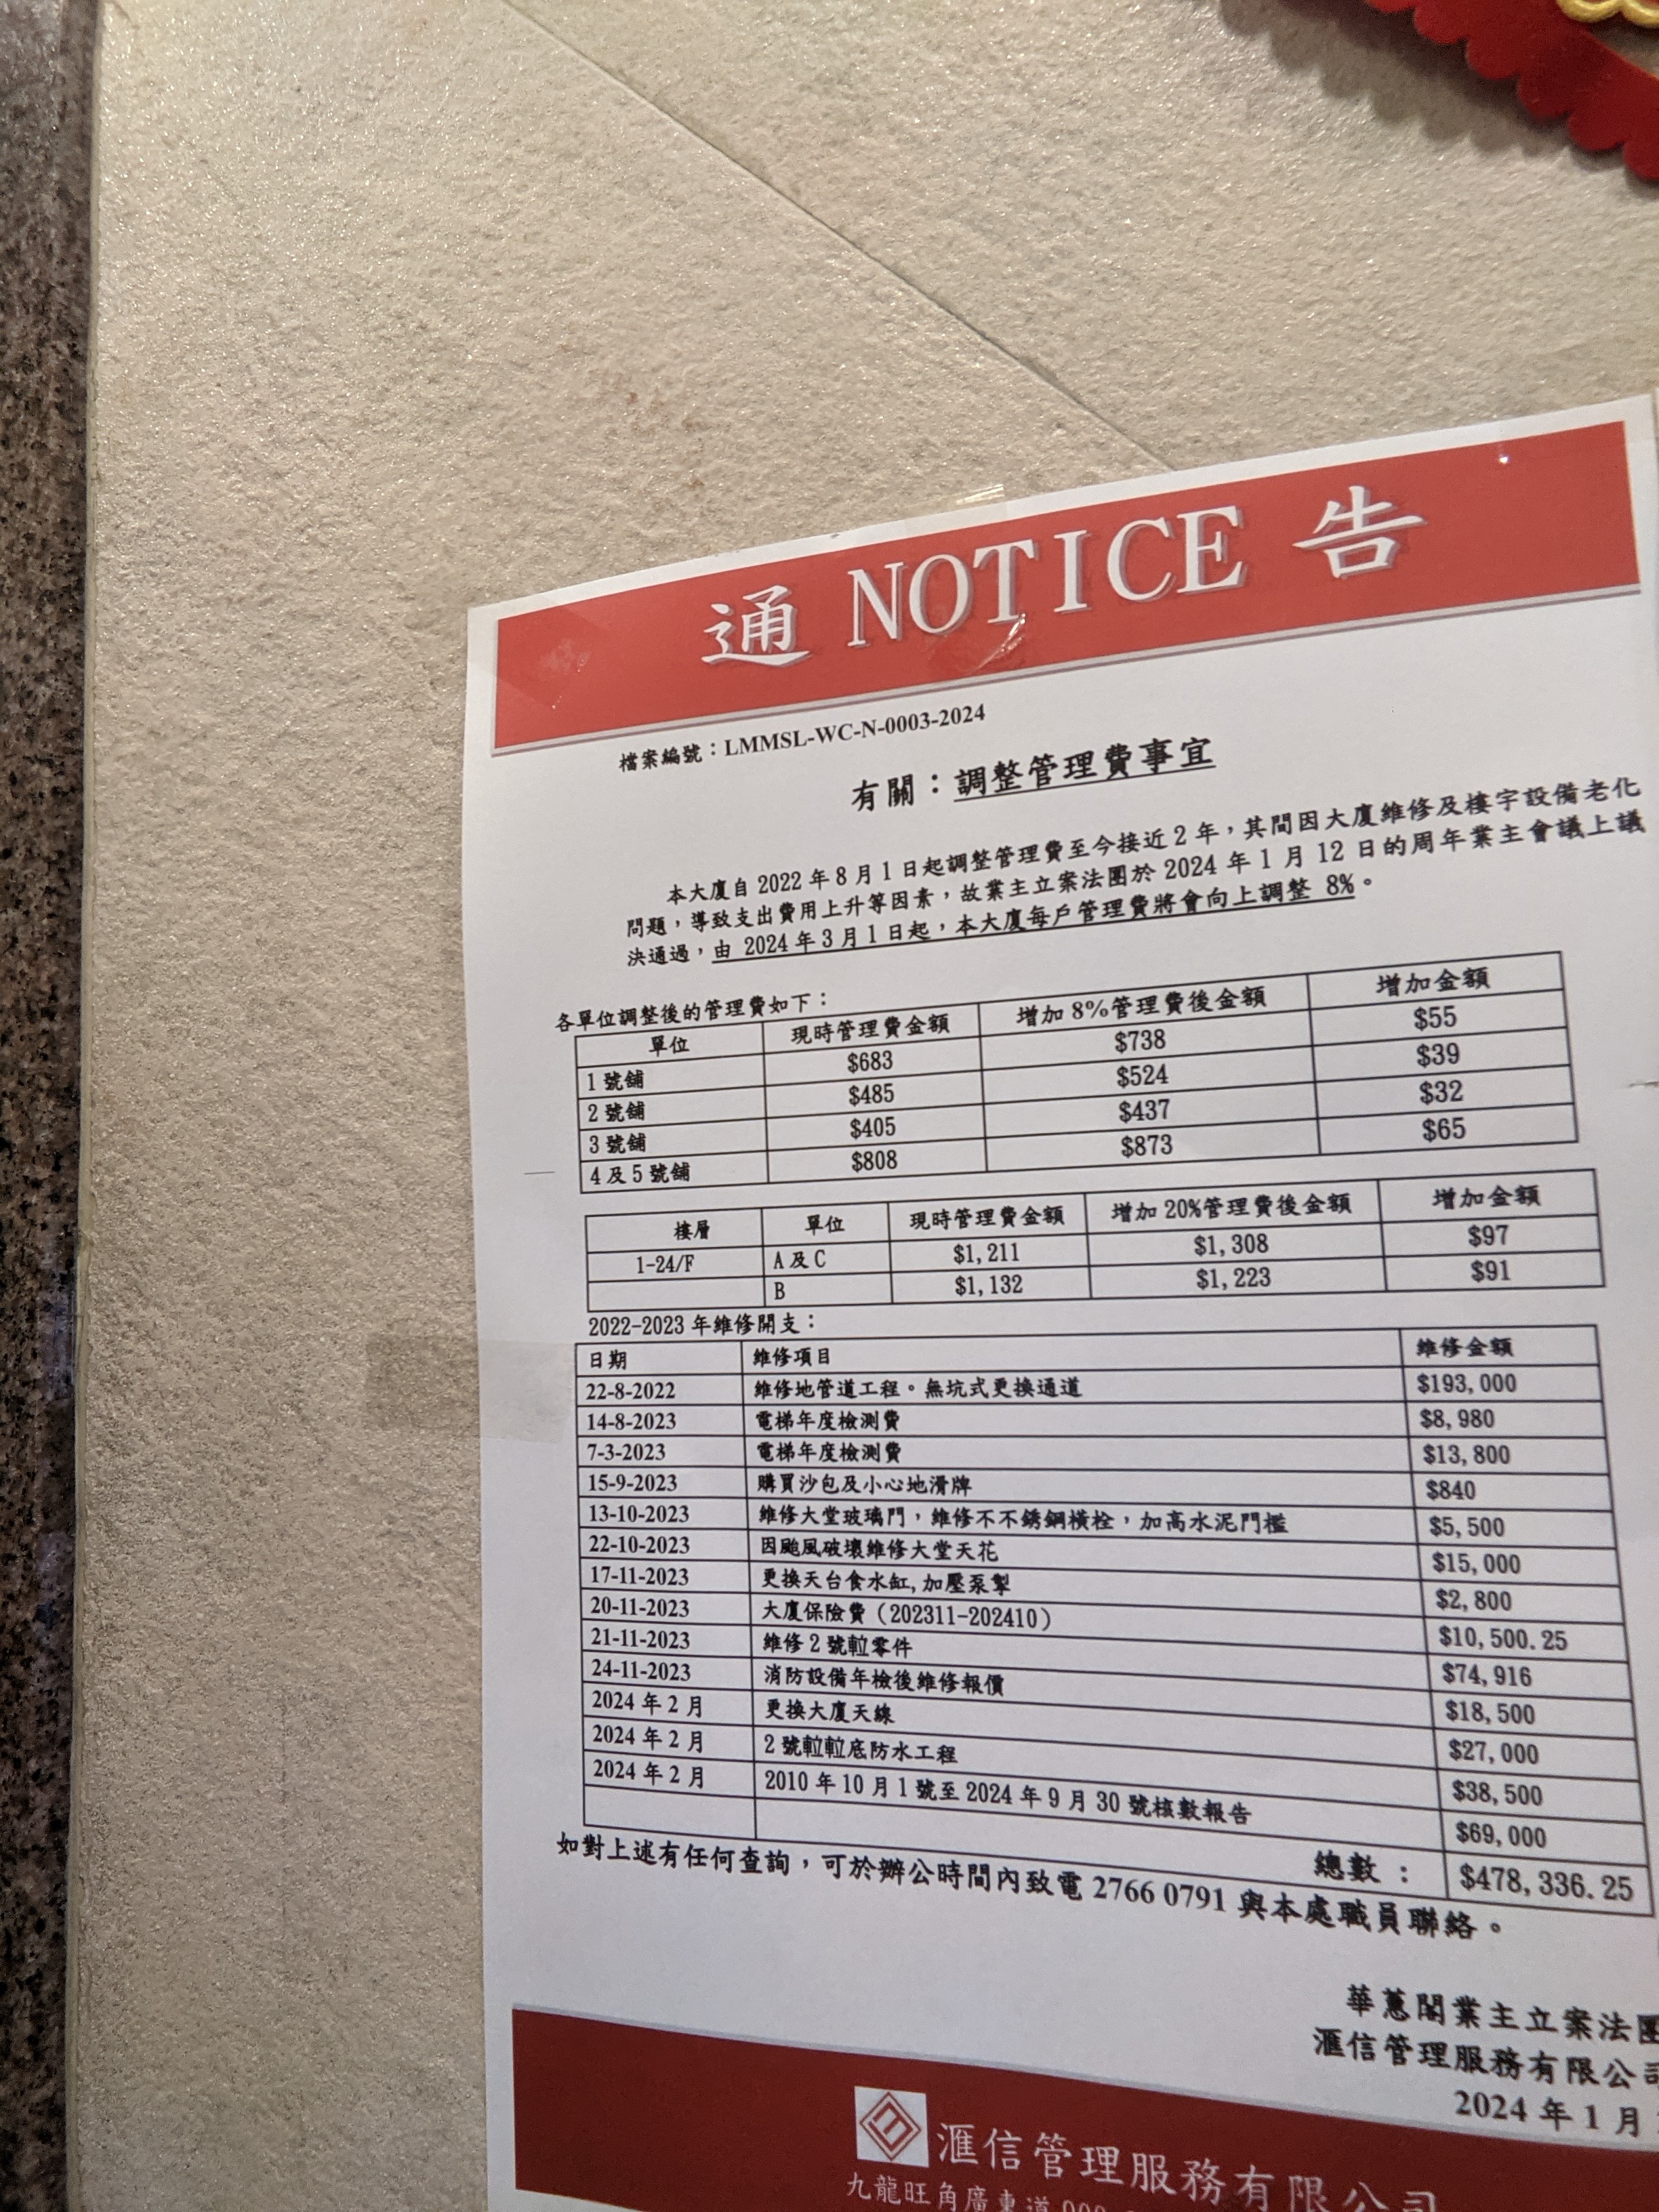 通 NOTICE 告
檔案編號：LMMSL-WC-N-0003-2024
有關：調整管理費事宜
本大廈自 2022 年 8 月 1 日起調整管理費至今接近 2 年，其間因大廈維修及樓宇設備老化
問題，導致支出費用上升等因素，故業主立案法團於 2024 年 1 月 12 日的周年業主會議上議
決通過，由 2024 年 3 月 1 日起，本大廈每戶管理費將會向上調整 8%。
各單位調整後的管理費如下：
單位 現時管理費金額 增加 8%管理費後金額 增加金額
1 號舖 $683 $738 $55
2 號舖 $485 $524 $39
3 號舖 $405 $437 $32
4 及 5 號舖 $808 $873 $65
樓層 單位 現時管理費金額 增加 20%管理費後金額 增加金額
1-24/F A 及 C $1,211 $1,308 $97
B $1,132 $1,223 $91
2022-2023 年維修開支：
日期 維修項目 維修金額
22-8-2022 維修地管道工程。無坑式更換通道 $193,000
14-8-2023 電梯年度檢測費 $8,980
7-3-2023 電梯年度檢測費 $13,800
15-9-2023 購買沙包及小心地滑牌 $840
13-10-2023 維修大堂玻璃門，維修不不銹鋼橫栓，加高水泥門檻 $5,500
22-10-2023 因颱風破壞維修大堂天花 $15,000
17-11-2023 更換天台食水缸,加壓泵掣 $2,800
20-11-2023 大廈保險費（202311-202410） $10,500.25
21-11-2023 維修 2 號𨋢零件 $74,916
24-11-2023 消防設備年檢後維修報價 $18,500
2024 年 2 月 更換大廈天線 $27,000
2024 年 2 月 2 號𨋢𨋢底防水工程 $38,500
2024 年 2 月 2010 年 10 月 1 號至 2024 年 9 月 30 號核數報告 $69,000
總數： $478,336.25
如對上述有任何查詢，可於辦公時間內致電 2766 0791 與本處職員聯絡。
華蕙閣業主立案法團
滙信管理服務有限公司
2024 年 1 月
滙信管理服務有限公司
九龍旺角廣東道